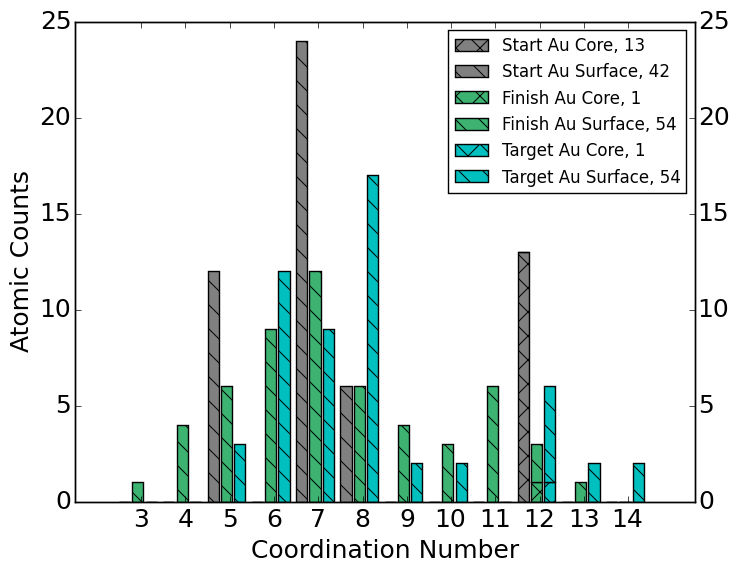 25
20
15
10
5
0
Atomic Counts
25
20
15
10
5
0
Start Au Core, 13
Start Au Surface, 42
Finish Au Core, 1
Finish Au Surface, 54
Target Au Core, 1
Target Au Surface, 54
3 4 5 6 7 8 9 10 11 12 13 14
Coordination Number